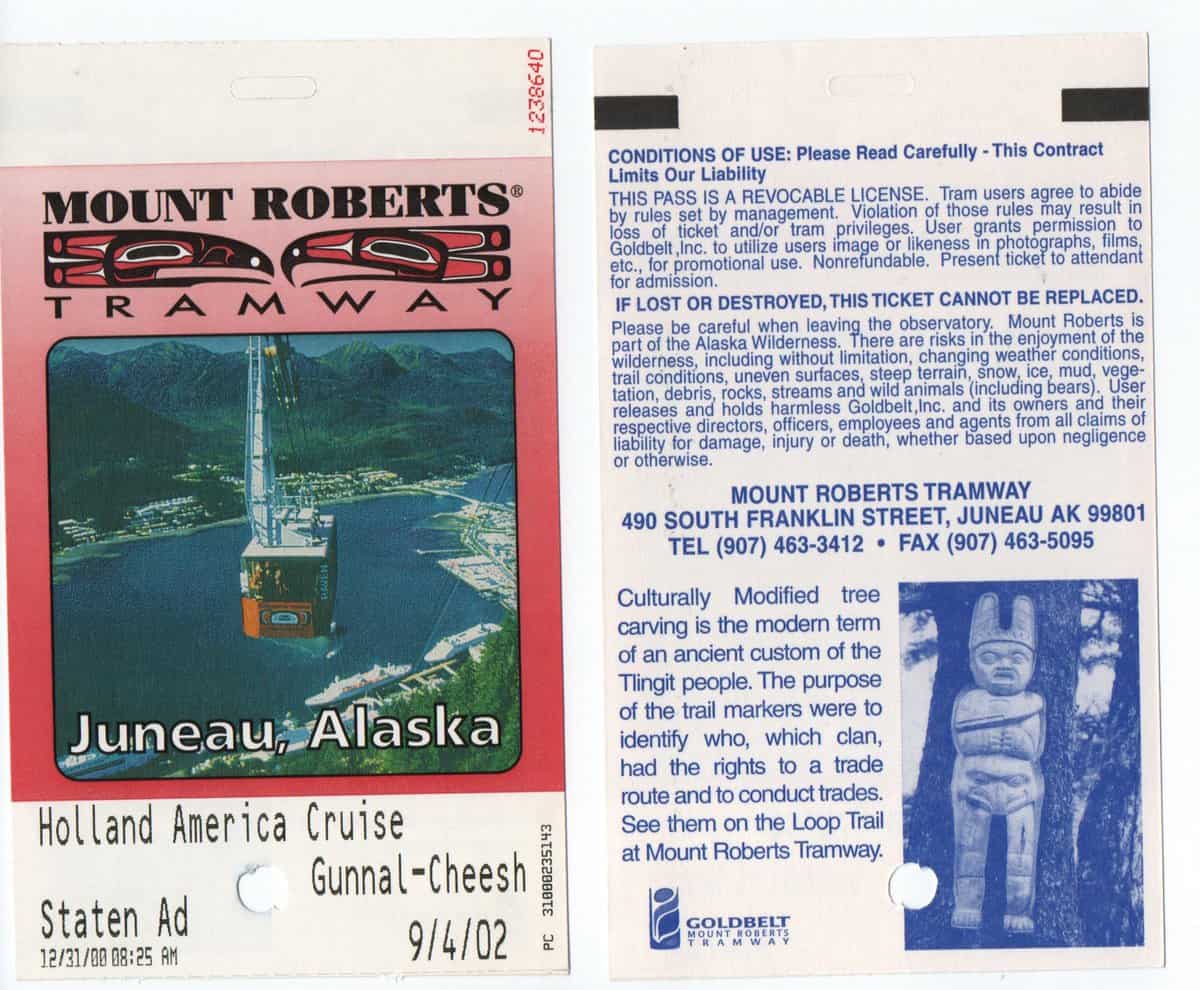 1238640
MOUNT ROBERTS®
TRAMWAY
RAVEN
Juneau, Alaska
Holland America Cruise
Gunnal-Cheesh
Staten Ad
9/4/02
12/31/00 08:25 AM
PC 31000235143
CONDITIONS OF USE: Please Read Carefully - This Contract
Limits Our Liability
THIS PASS IS A REVOCABLE LICENSE. Tram users agree to abide
by rules set by management. Violation of those rules may result in
loss of ticket and/or tram privileges. User grants permission to
Goldbelt,Inc. to utilize users image or likeness in photographs, films,
etc., for promotional use. Nonrefundable. Present ticket to attendant
for admission.
IF LOST OR DESTROYED, THIS TICKET CANNOT BE REPLACED.
Please be careful when leaving the observatory. Mount Roberts is
part of the Alaska Wilderness. There are risks in the enjoyment of the
wilderness, including without limitation, changing weather conditions,
trail conditions, uneven surfaces, steep terrain, snow, ice, mud, vege-
tation, debris, rocks, streams and wild animals (including bears). User
releases and holds harmless Goldbelt,Inc. and its owners and their
respective directors, officers, employees and agents from all claims of
liability for damage, injury or death, whether based upon negligence
or otherwise.
MOUNT ROBERTS TRAMWAY
490 SOUTH FRANKLIN STREET, JUNEAU AK 99801
TEL (907) 463-3412 • FAX (907) 463-5095
Culturally Modified tree
carving is the modern term
of an ancient custom of the
Tlingit people. The purpose
of the trail markers were to
identify who, which clan,
had the rights to a trade
route and to conduct trades.
See them on the Loop Trail
at Mount Roberts Tramway.
GOLDBELT
MOUNT ROBERTS
TRAMWAY